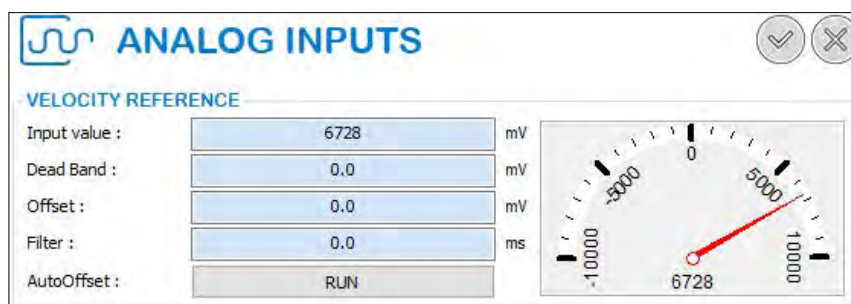 ANALOG INPUTS
VELOCITY REFERENCE
Input value : 6728 mV
Dead Band : 0.0 mV
Offset : 0.0 mV
Filter : 0.0 ms
AutoOffset : RUN
-10000 -5000 0 5000 10000
6728